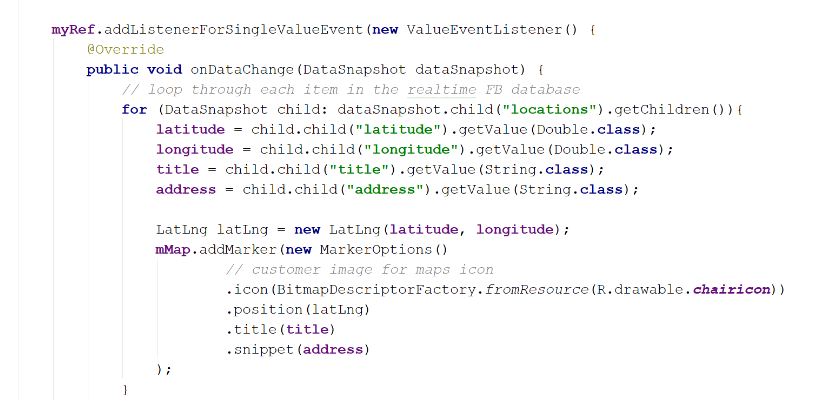 myRef.addListenerForSingleValueEvent(new ValueEventListener() {
@Override
public void onDataChange(DataSnapshot dataSnapshot) {
// loop through each item in the realtime FB database
for (DataSnapshot child: dataSnapshot.child("locations").getChildren()){
latitude = child.child("latitude").getValue(Double.class);
longitude = child.child("longitude").getValue(Double.class);
title = child.child("title").getValue(String.class);
address = child.child("address").getValue(String.class);
LatLng latLng = new LatLng(latitude, longitude);
mMap.addMarker(new MarkerOptions()
// customer image for maps icon
.icon(BitmapDescriptorFactory.fromResource(R.drawable.chairicon))
.position(latLng)
.title(title)
.snippet(address)
);
}